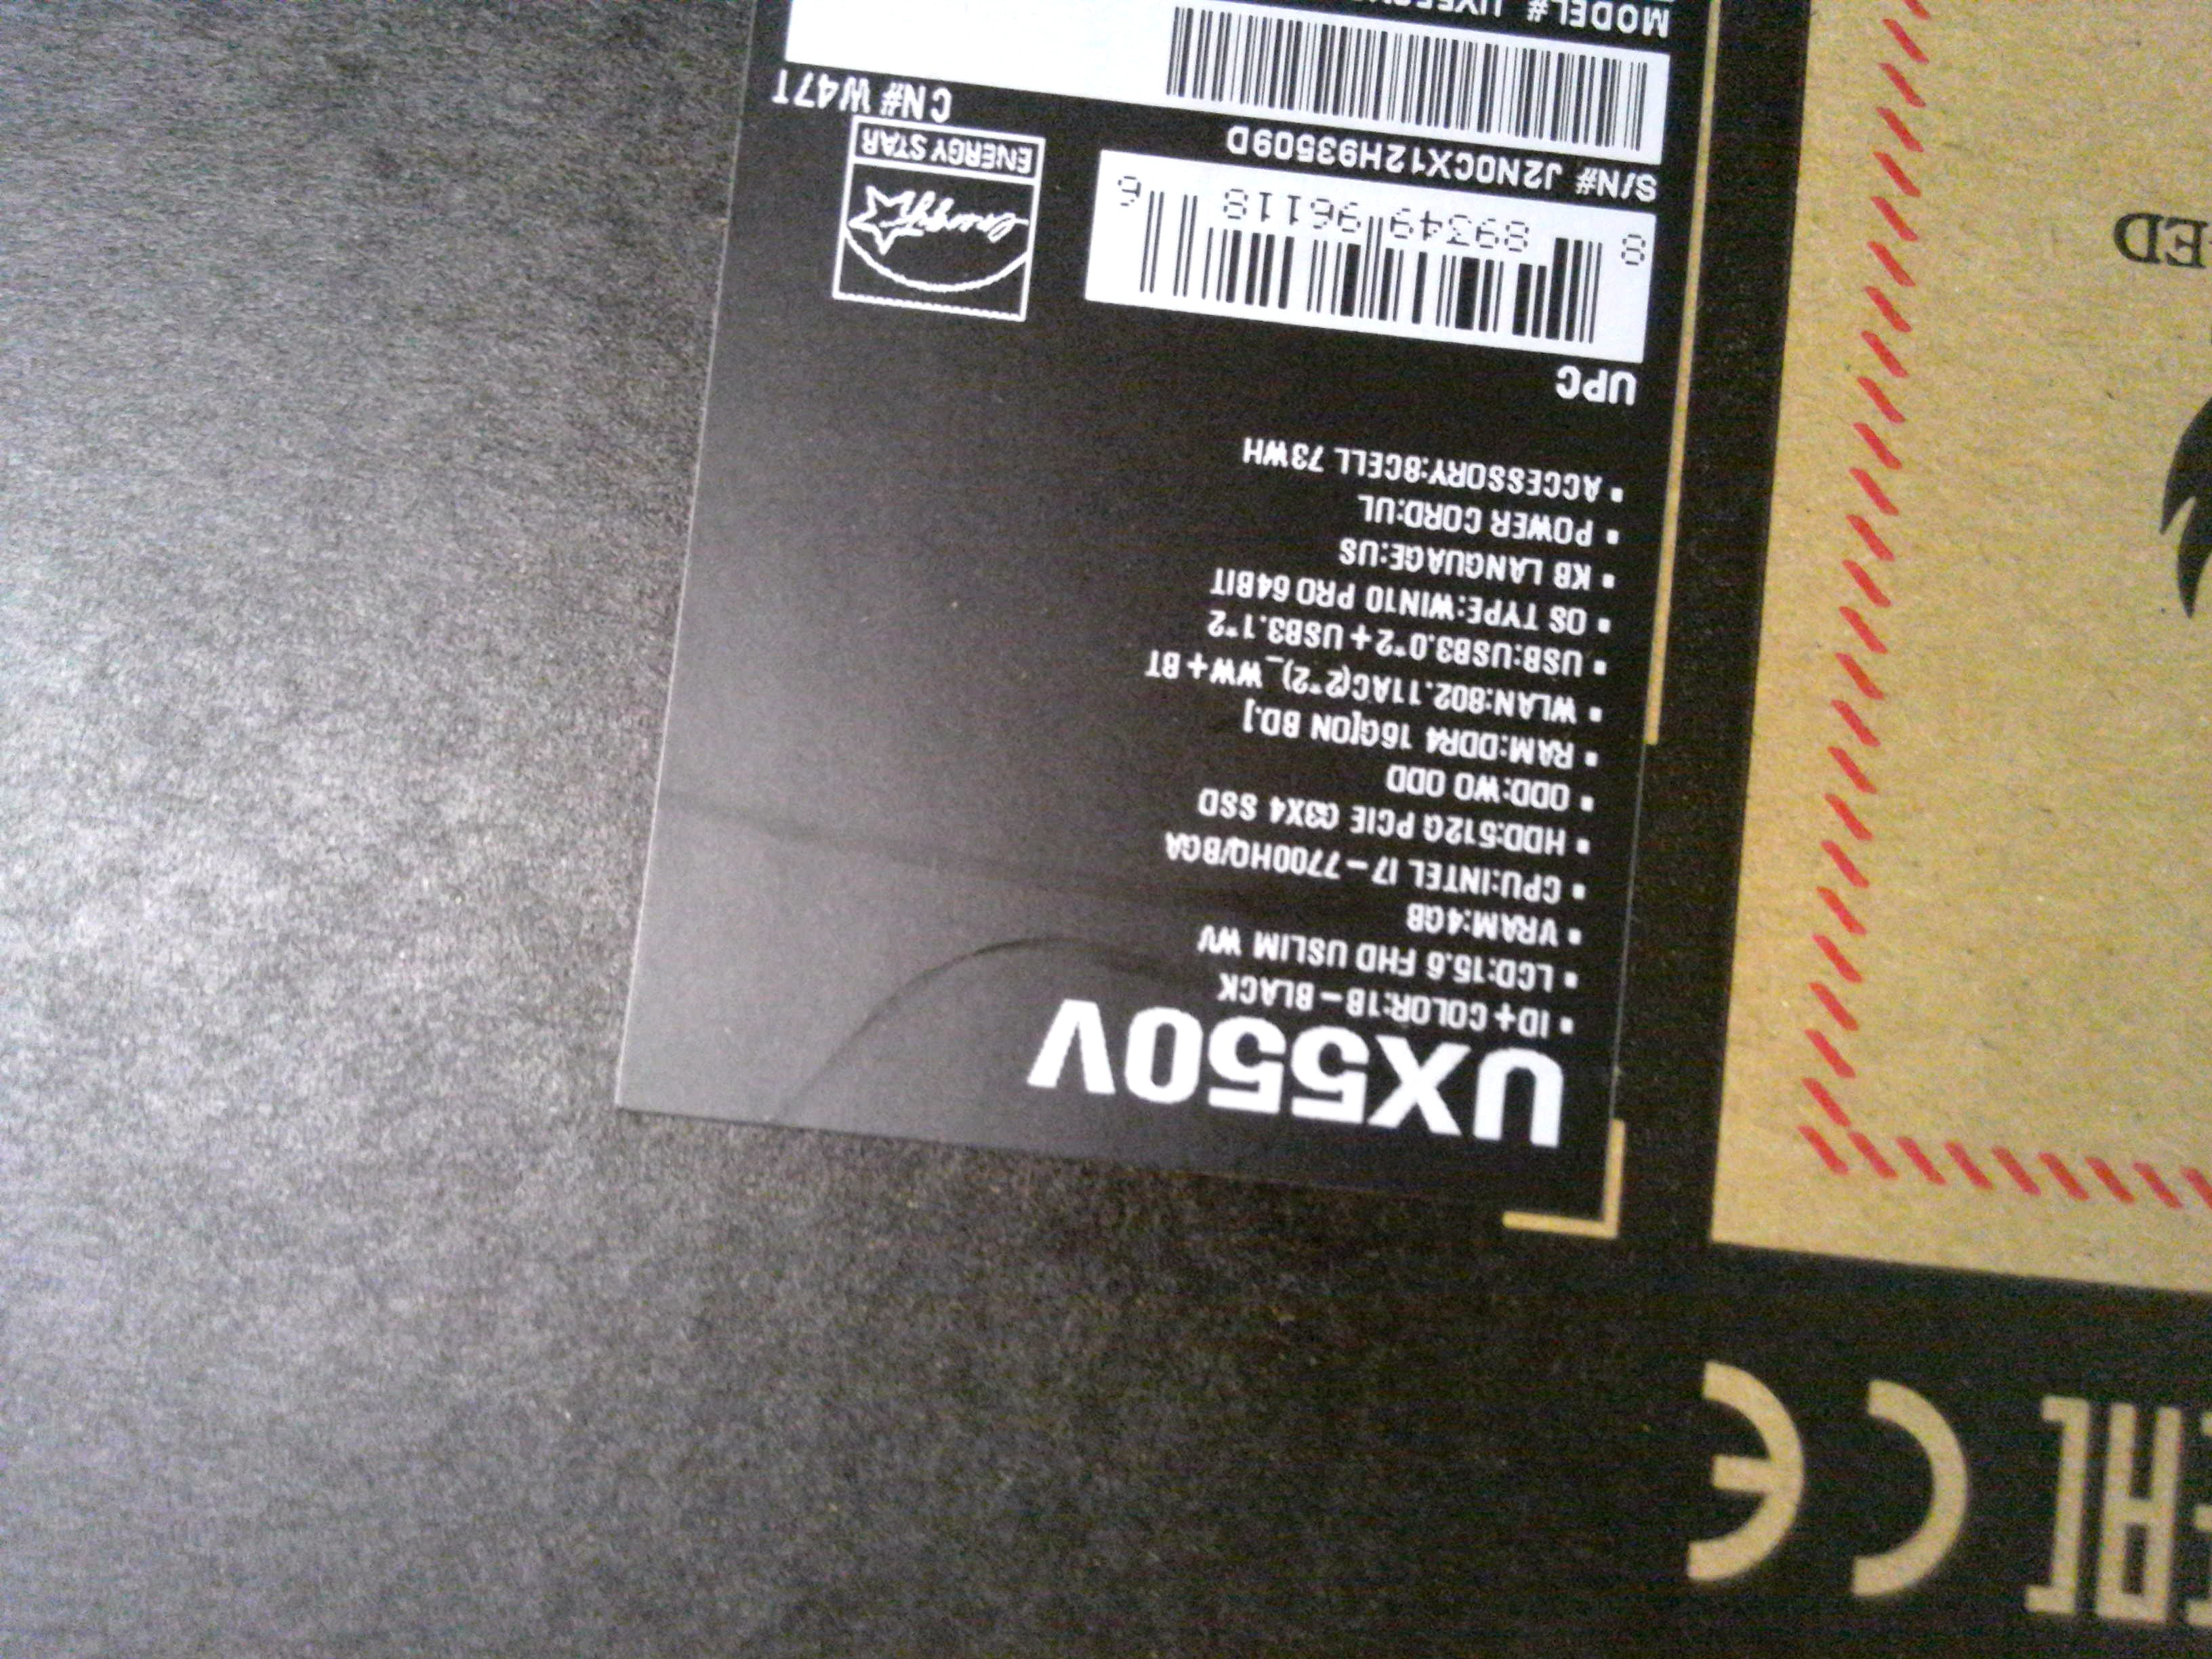 UX550V
▪ ID+COLOR:1B-BLACK
▪ LCD:15.6 FHD USLIM WV
▪ VRAM:4GB
▪ CPU:INTEL I7-7700HQ/BGA
▪ HDD:512G PCIE G3X4 SSD
▪ ODD:WO ODD
▪ RAM:DDR4 16G[ON BD.]
▪ WLAN:802.11AC(2*2)_WW+BT
▪ USB:USB3.0*2+USB3.1*2
▪ OS TYPE:WIN10 PRO 64BIT
▪ KB LANGUAGE:US
▪ POWER CORD:UL
▪ ACCESSORY:8CELL 73WH
UPC
8 89349 96118 6
ENERGY STAR
S/N# J2N0CX12H93509D
CN# W47T
MODEL#
CE
EAC